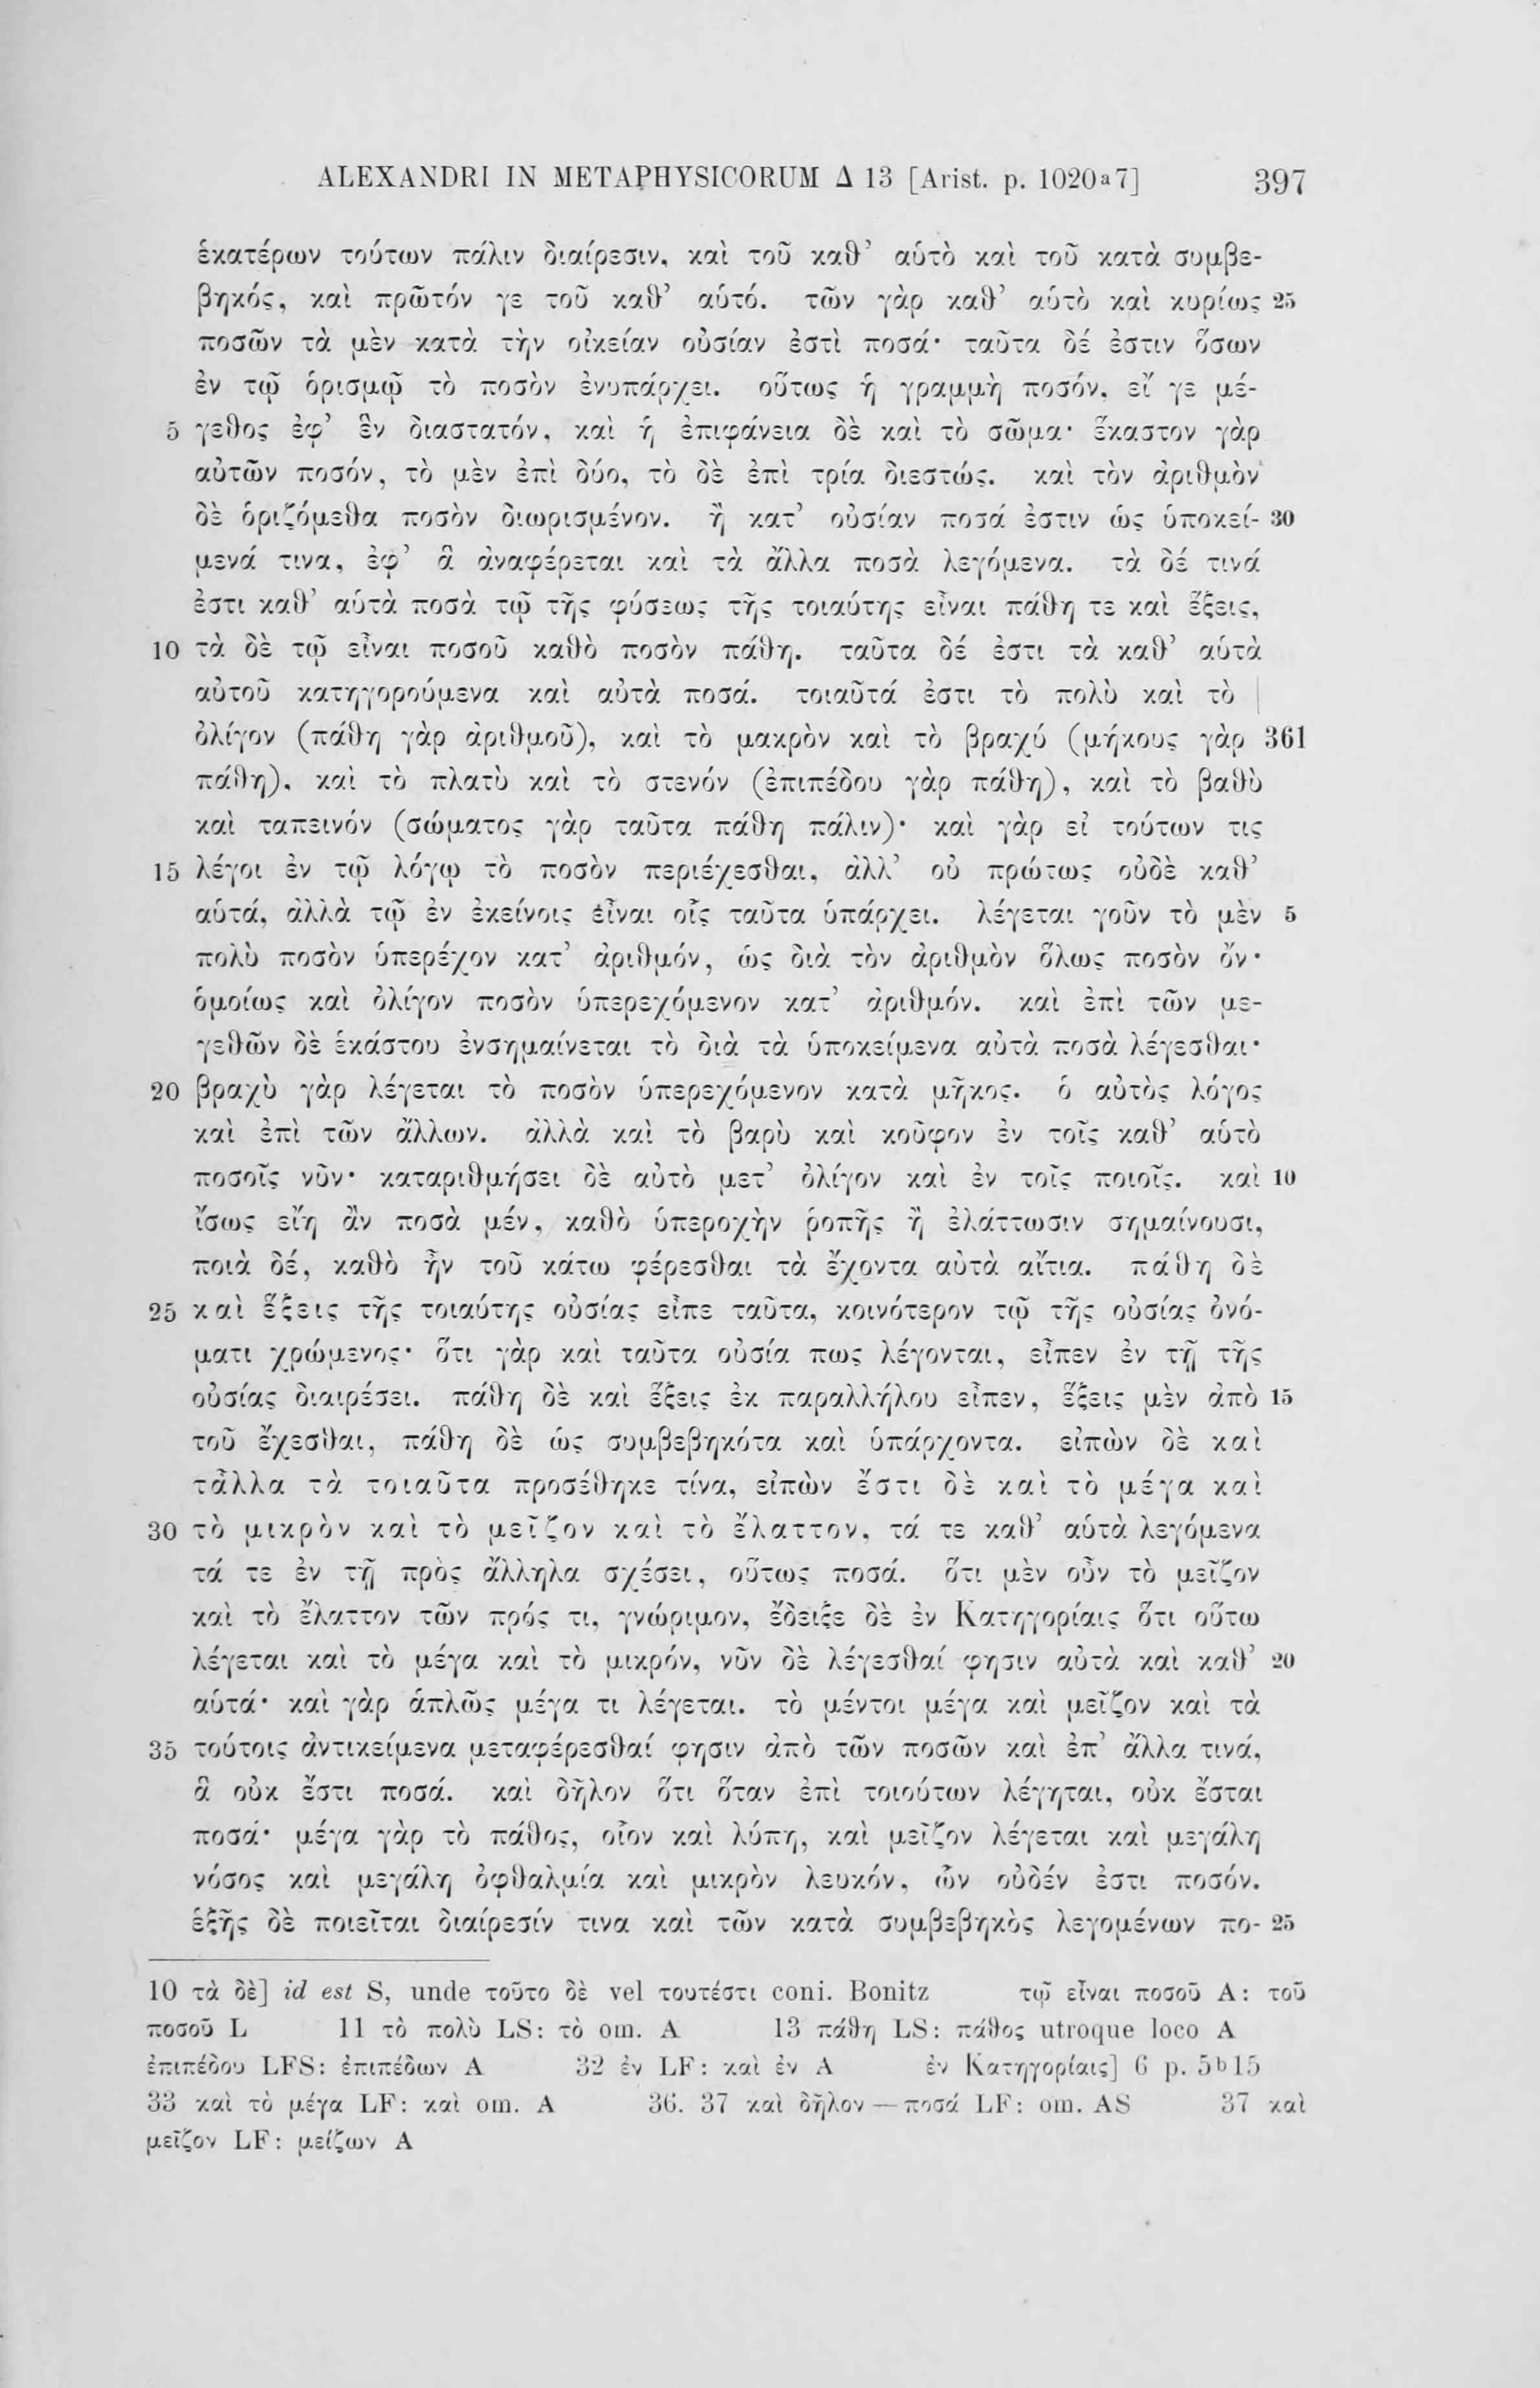 ALEXANDRI IN METAPHYSICORUM Δ 13 [Arist. p. 1020ᵃ7] 397
ἑκατέρων τούτων πάλιν διαίρεσιν, καὶ τοῦ καθ’ αὑτὸ καὶ τοῦ κατὰ συμβε-
βηκός, καὶ πρῶτόν γε τοῦ καθ’ αὑτό. τῶν γὰρ καθ’ αὑτὸ καὶ κυρίως 25
ποσῶν τὰ μὲν κατὰ τὴν οἰκείαν οὐσίαν ἐστὶ ποσά· ταῦτα δέ ἐστιν ὅσων
ἐν τῷ ὁρισμῷ τὸ ποσὸν ἐνυπάρχει. οὕτως ἡ γραμμὴ ποσόν, εἴ γε μέ-
5 γεθος ἐφ’ ἓν διαστατόν, καὶ ἡ ἐπιφάνεια δὲ καὶ τὸ σῶμα· ἕκαστον γὰρ
αὐτῶν ποσόν, τὸ μὲν ἐπὶ δύο, τὸ δὲ ἐπὶ τρία διεστώς. καὶ τὸν ἀριθμὸν
δὲ ὁριζόμεθα ποσὸν διωρισμένον. ἢ κατ’ οὐσίαν ποσά ἐστιν ὡς ὑποκεί- 30
μενά τινα, ἐφ’ ἃ ἀναφέρεται καὶ τὰ ἄλλα ποσὰ λεγόμενα. τὰ δέ τινά
ἐστι καθ’ αὑτὰ ποσὰ τῷ τῆς φύσεως τῆς τοιαύτης εἶναι πάθη τε καὶ ἕξεις,
10 τὰ δὲ τῷ εἶναι ποσοῦ καθὸ ποσὸν πάθη. ταῦτα δέ ἐστι τὰ καθ’ αὑτὰ
αὐτοῦ κατηγορούμενα καὶ αὐτὰ ποσά. τοιαῦτά ἐστι τὸ πολὺ καὶ τὸ |
ὀλίγον (πάθη γὰρ ἀριθμοῦ), καὶ τὸ μακρὸν καὶ τὸ βραχύ (μήκους γὰρ 361
πάθη), καὶ τὸ πλατὺ καὶ τὸ στενόν (ἐπιπέδου γὰρ πάθη), καὶ τὸ βαθὺ
καὶ ταπεινόν (σώματος γὰρ ταῦτα πάθη πάλιν)· καὶ γὰρ εἰ τούτων τις
15 λέγοι ἐν τῷ λόγῳ τὸ ποσὸν περιέχεσθαι, ἀλλ’ οὐ πρώτως οὐδὲ καθ’
αὑτά, ἀλλὰ τῷ ἐν ἐκείνοις εἶναι οἷς ταῦτα ὑπάρχει. λέγεται γοῦν τὸ μὲν 5
πολὺ ποσὸν ὑπερέχον κατ’ ἀριθμόν, ὡς διὰ τὸν ἀριθμὸν ὅλως ποσὸν ὄν·
ὁμοίως καὶ ὀλίγον ποσὸν ὑπερεχόμενον κατ’ ἀριθμόν. καὶ ἐπὶ τῶν με-
γεθῶν δὲ ἑκάστου ἐνσημαίνεται τὸ διὰ τὰ ὑποκείμενα αὐτὰ ποσὰ λέγεσθαι·
20 βραχὺ γὰρ λέγεται τὸ ποσὸν ὑπερεχόμενον κατὰ μῆκος. ὁ αὐτὸς λόγος
καὶ ἐπὶ τῶν ἄλλων. ἀλλὰ καὶ τὸ βαρὺ καὶ κοῦφον ἐν τοῖς καθ’ αὑτὸ
ποσοῖς νῦν· καταριθμήσει δὲ αὐτὸ μετ’ ὀλίγον καὶ ἐν τοῖς ποιοῖς. καὶ 10
ἴσως εἴη ἂν ποσὰ μέν, καθὸ ὑπεροχὴν ῥοπῆς ἢ ἐλάττωσιν σημαίνουσι,
ποιὰ δέ, καθὸ ἦν τοῦ κάτω φέρεσθαι τὰ ἔχοντα αὐτὰ αἴτια. πάθη δὲ
25 καὶ ἕξεις τῆς τοιαύτης οὐσίας εἶπε ταῦτα, κοινότερον τῷ τῆς οὐσίας ὀνό-
ματι χρώμενος· ὅτι γὰρ καὶ ταῦτα οὐσία πως λέγονται, εἶπεν ἐν τῇ τῆς
οὐσίας διαιρέσει. πάθη δὲ καὶ ἕξεις ἐκ παραλλήλου εἶπεν, ἕξεις μὲν ἀπὸ 15
τοῦ ἔχεσθαι, πάθη δὲ ὡς συμβεβηκότα καὶ ὑπάρχοντα. εἰπὼν δὲ καὶ
τἆλλα τὰ τοιαῦτα προσέθηκε τίνα, εἰπὼν ἔστι δὲ καὶ τὸ μέγα καὶ
30 τὸ μικρὸν καὶ τὸ μεῖζον καὶ τὸ ἔλαττον, τά τε καθ’ αὑτὰ λεγόμενα
τά τε ἐν τῇ πρὸς ἄλληλα σχέσει, οὕτως ποσά. ὅτι μὲν οὖν τὸ μεῖζον
καὶ τὸ ἔλαττον τῶν πρός τι, γνώριμον, ἔδειξε δὲ ἐν Κατηγορίαις ὅτι οὕτω
λέγεται καὶ τὸ μέγα καὶ τὸ μικρόν, νῦν δὲ λέγεσθαί φησιν αὐτὰ καὶ καθ’ 20
αὑτά· καὶ γὰρ ἁπλῶς μέγα τι λέγεται. τὸ μέντοι μέγα καὶ μεῖζον καὶ τὰ
35 τούτοις ἀντικείμενα μεταφέρεσθαί φησιν ἀπὸ τῶν ποσῶν καὶ ἐπ’ ἄλλα τινά,
ἃ οὐκ ἔστι ποσά. καὶ δῆλον ὅτι ὅταν ἐπὶ τοιούτων λέγηται, οὐκ ἔσται
ποσά· μέγα γὰρ τὸ πάθος, οἷον καὶ λύπη, καὶ μεῖζον λέγεται καὶ μεγάλη
νόσος καὶ μεγάλη ὀφθαλμία καὶ μικρὸν λευκόν, ὧν οὐδέν ἐστι ποσόν.
ἑξῆς δὲ ποιεῖται διαίρεσίν τινα καὶ τῶν κατὰ συμβεβηκὸς λεγομένων πο- 25
10 τὰ δὲ] id est S, unde τοῦτο δὲ vel τουτέστι coni. Bonitz τῷ εἶναι ποσοῦ A: τοῦ
ποσοῦ L 11 τὸ πολὺ LS: τὸ om. A 13 πάθη LS: πάθος utroque loco A
ἐπιπέδου LFS: ἐπιπέδων A 32 ἐν LF: καὶ ἐν A ἐν Κατηγορίαις] 6 p. 5ᵇ15
33 καὶ τὸ μέγα LF: καὶ om. A 36. 37 καὶ δῆλον — ποσά LF: om. AS 37 καὶ
μεῖζον LF: μείζων A